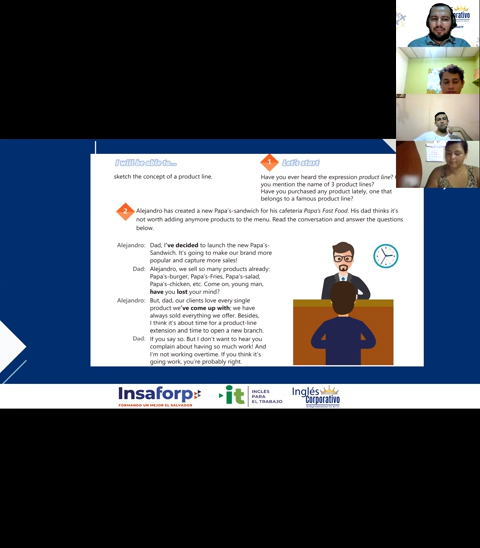 I will be able to...
sketch the concept of a product line.
1
Let's start
Have you ever heard the expression product line?
you mention the name of 3 product lines?
Have you purchased any product lately, one that
belongs to a famous product line?
2
Alejandro has created a new Papa's-sandwich for his cafeteria Papa's Fast Food. His dad thinks it's
not worth adding anymore products to the menu. Read the conversation and answer the questions
below.
Alejandro: Dad, I've decided to launch the new Papa's-
Sandwich. It's going to make our brand more
popular and capture more sales!
Dad: Alejandro, we sell so many products already:
Papa's-burger, Papa's-Fries, Papa's-salad,
Papa's-chicken, etc. Come on, young man,
have you lost your mind?
Alejandro: But, dad, our clients love every single
product we've come up with; we have
always sold everything we offer. Besides,
I think it's about time for a product-line
extension and time to open a new branch.
Dad: If you say so. But I don't want to hear you
complain about having so much work! And
I'm not working overtime. If you think it's
going work, you're probably right.
Insaforp
FORMANDO UN MEJOR EL SALVADOR
it
INGLÉS
PARA
EL TRABAJO
Inglés
Corporativo